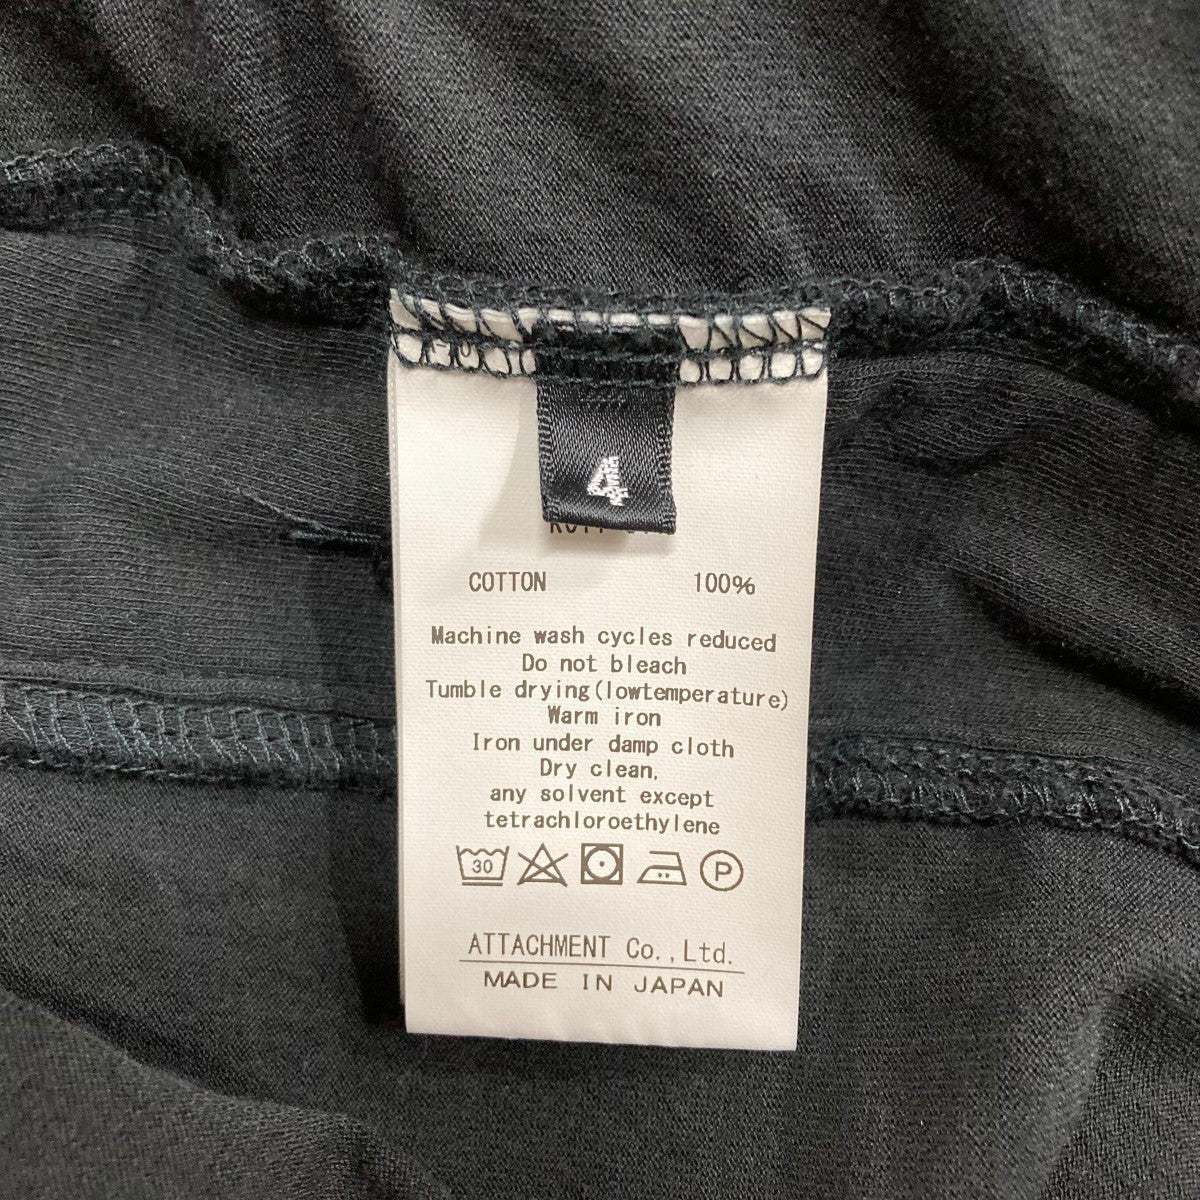 4
COTTON 100%
Machine wash cycles reduced
Do not bleach
Tumble drying(lowtemperature)
Warm iron
Iron under damp cloth
Dry clean,
any solvent except
tetrachloroethylene
30 P
ATTACHMENT Co.,Ltd.
MADE IN JAPAN